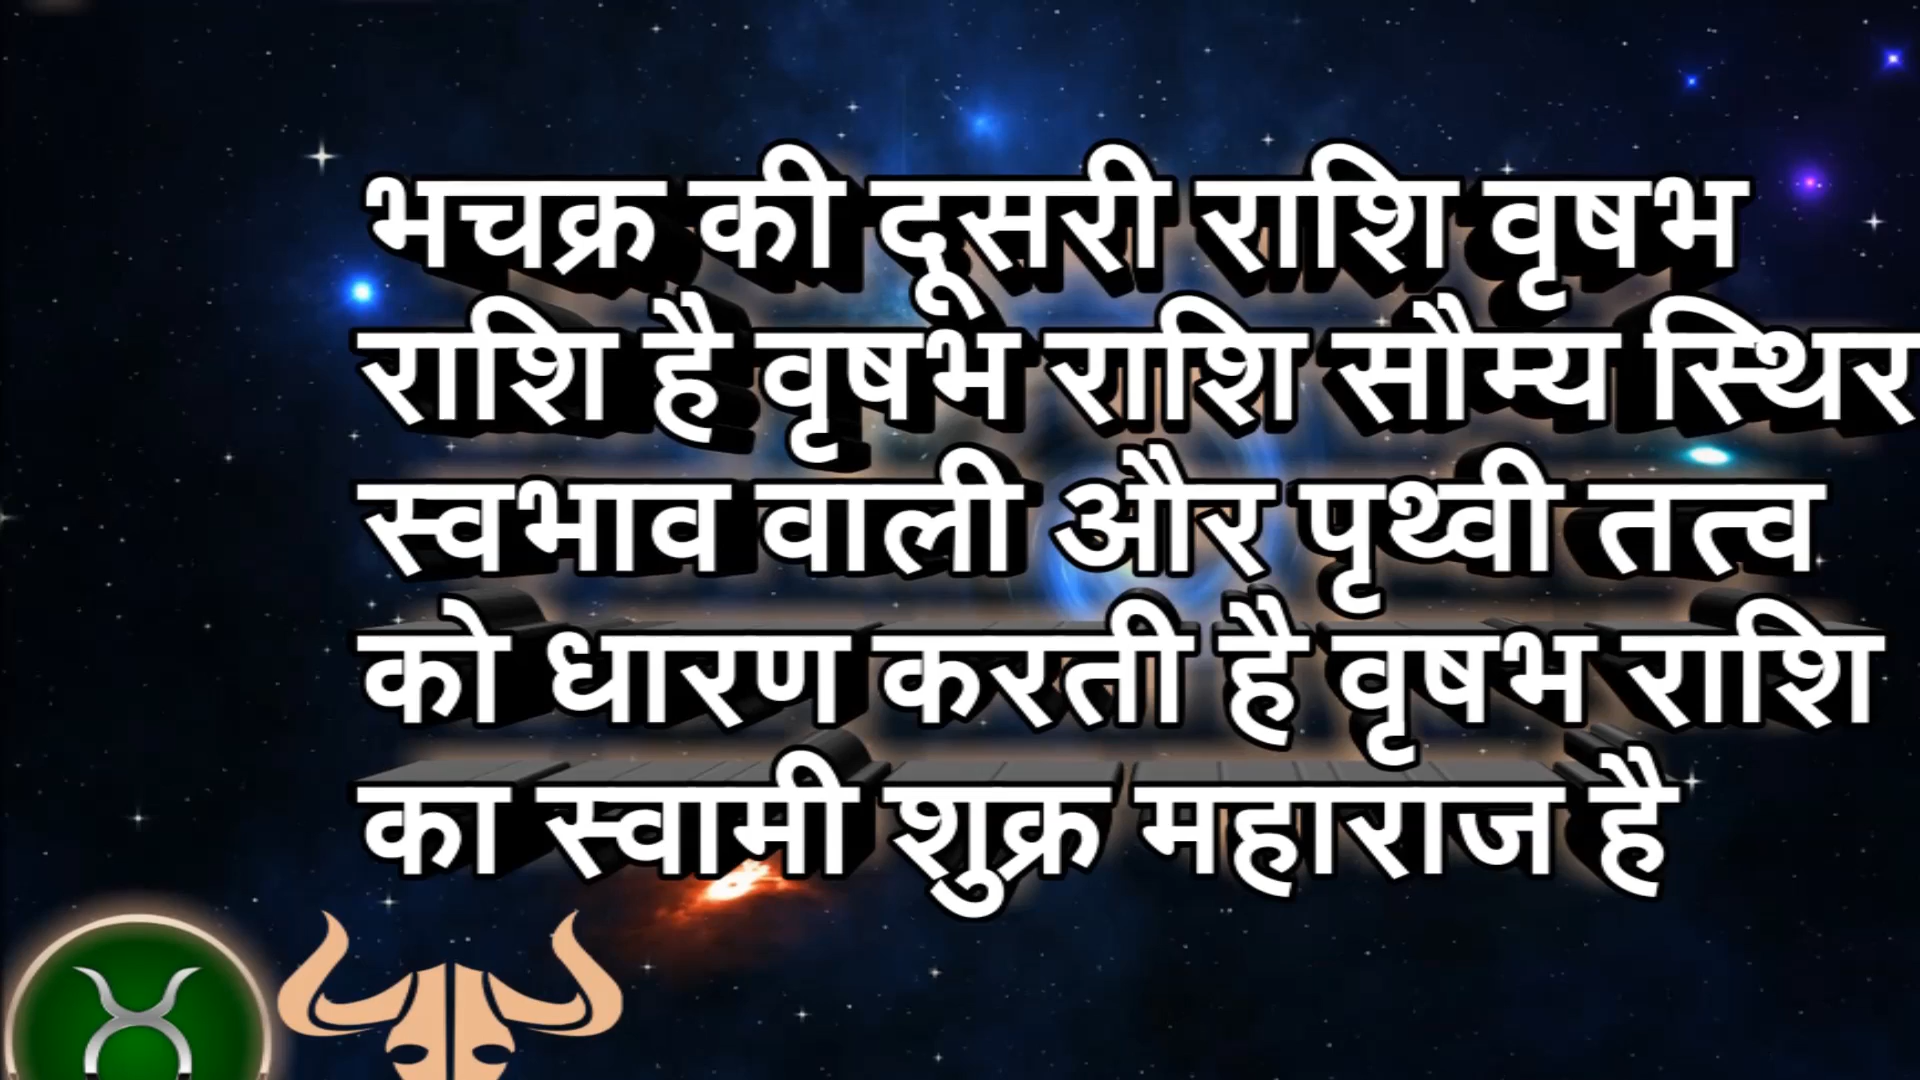 भचक्र की दूसरी राशि वृषभ
राशि है वृषभ राशि सौम्य स्थिर
स्वभाव वाली और पृथ्वी तत्व
को धारण करती है वृषभ राशि
का स्वामी शुक्र महाराज है